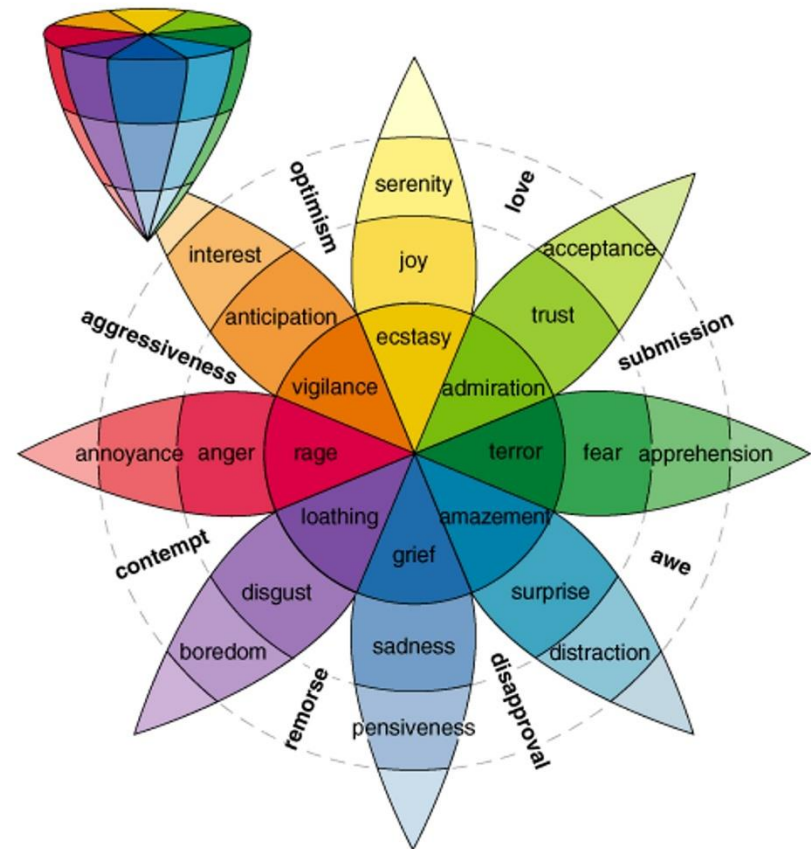 optimism
serenity
love
interest
joy
acceptance
anticipation
trust
aggressiveness
ecstasy
submission
vigilance
admiration
annoyance
anger
rage
terror
fear
apprehension
loathing
amazement
contempt
grief
awe
disgust
surprise
boredom
sadness
distraction
remorse
pensiveness
disapproval